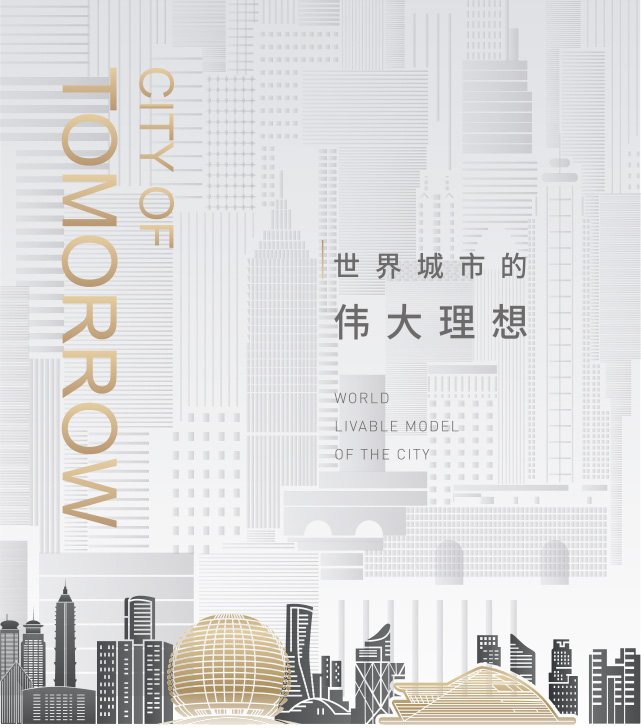 CITY OF
TOMORROW
世界城市的
伟大理想
WORLD
LIVABLE MODEL
OF THE CITY